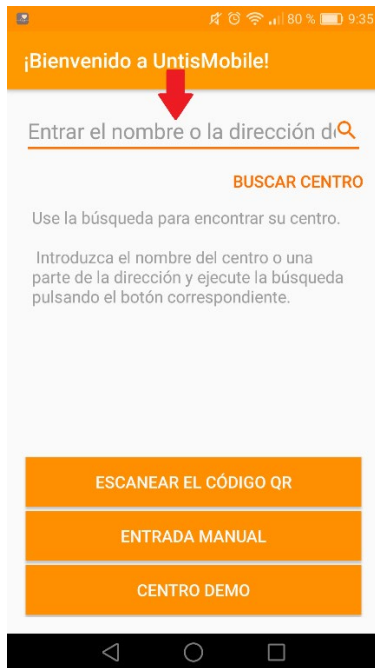 80 % 9:35
¡Bienvenido a UntisMobile!
Entrar el nombre o la dirección d
BUSCAR CENTRO
Use la búsqueda para encontrar su centro.
Introduzca el nombre del centro o una
parte de la dirección y ejecute la búsqueda
pulsando el botón correspondiente.
ESCANEAR EL CÓDIGO QR
ENTRADA MANUAL
CENTRO DEMO